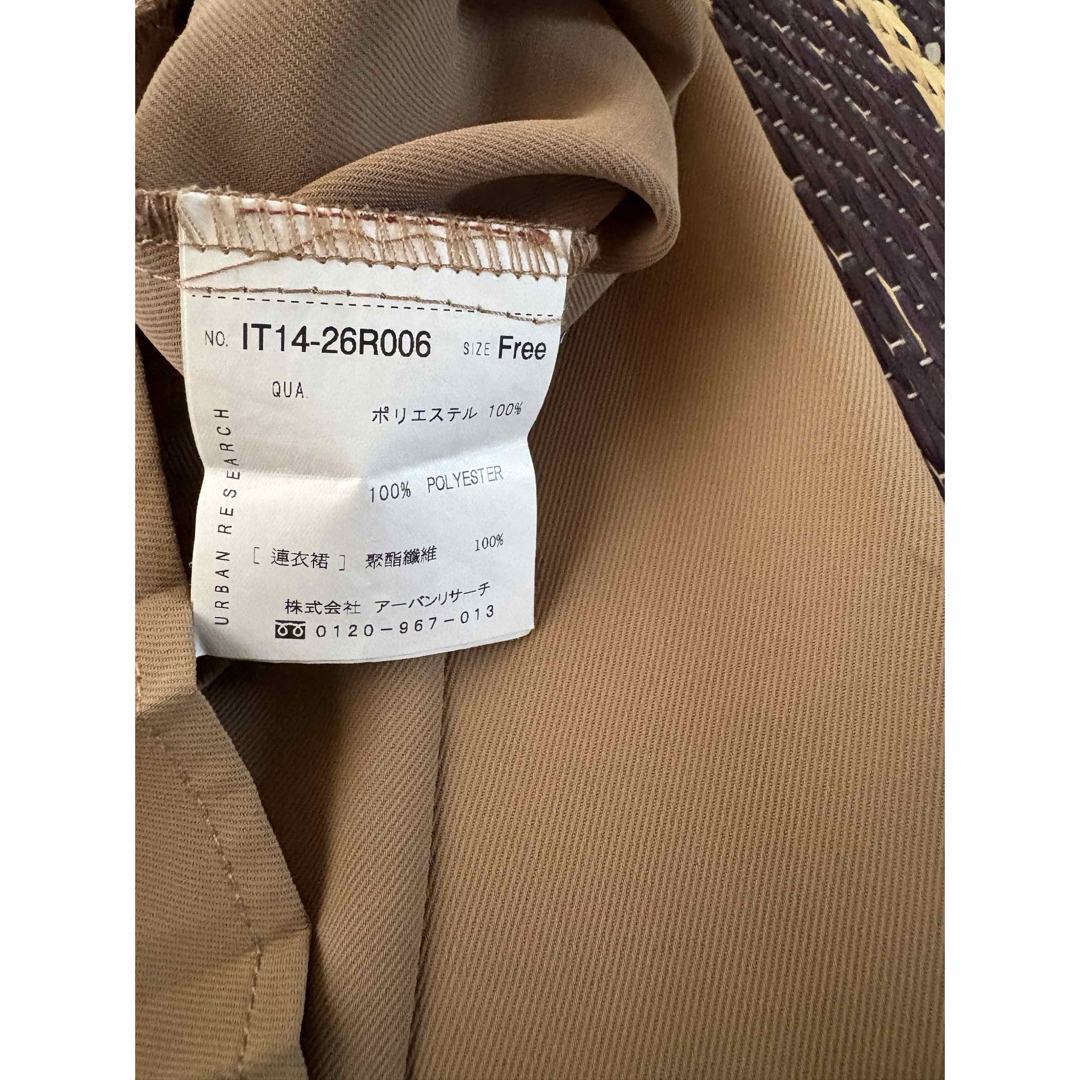 NO. IT14-26R006 SIZE Free
QUA.
ポリエステル 100%
100% POLYESTER
[ 連衣裙 ] 聚酯纖維 100%
株式会社 アーバンリサーチ
0120-967-013
URBAN RESEARCH